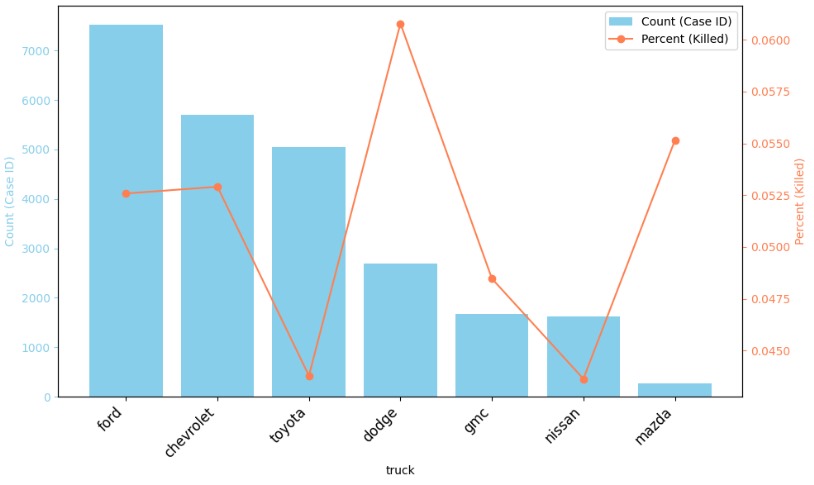 Count (Case ID)
Percent (Killed)
7000
6000
5000
4000
3000
2000
1000
0
Count (Case ID)
0.0600
0.0575
0.0550
0.0525
0.0500
0.0475
0.0450
Percent (Killed)
ford
chevrolet
toyota
dodge
gmc
nissan
mazda
truck